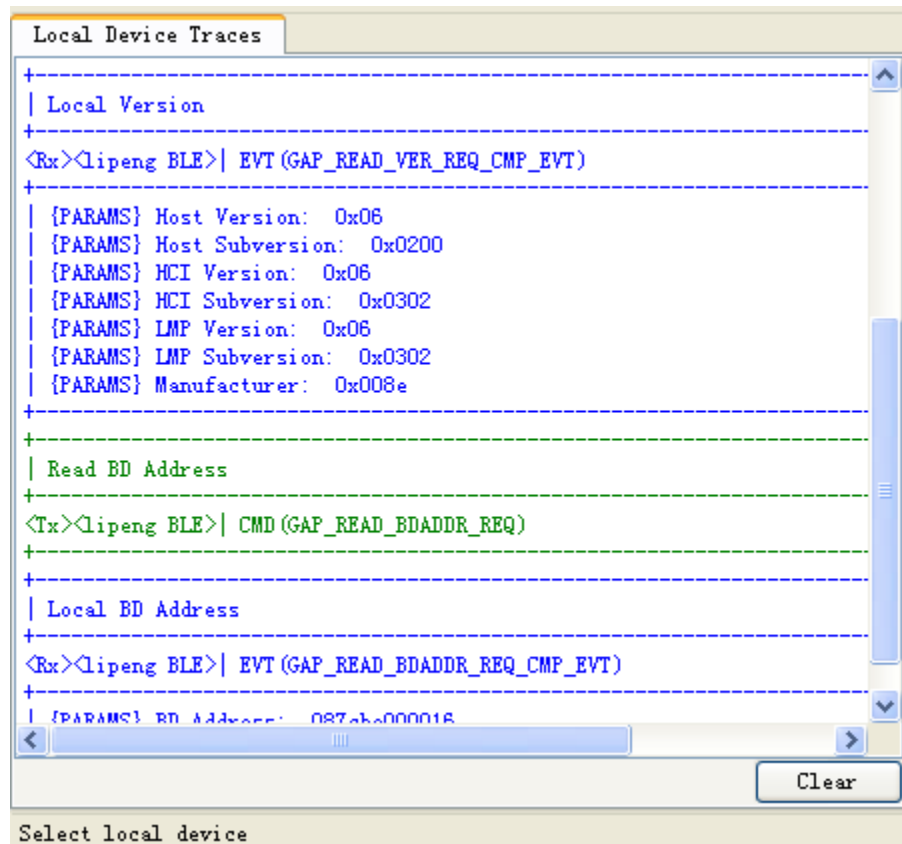 Local Device Traces
| Local Version
<Rx><lipeng BLE>| EVT(GAP_READ_VER_REQ_CMP_EVT)
| {PARAMS} Host Version: 0x06
| {PARAMS} Host Subversion: 0x0200
| {PARAMS} HCI Version: 0x06
| {PARAMS} HCI Subversion: 0x0302
| {PARAMS} LMP Version: 0x06
| {PARAMS} LMP Subversion: 0x0302
| {PARAMS} Manufacturer: 0x008e
| Read BD Address
<Tx><lipeng BLE>| CMD(GAP_READ_BDADDR_REQ)
| Local BD Address
<Rx><lipeng BLE>| EVT(GAP_READ_BDADDR_REQ_CMP_EVT)
| {PARAMS} BD Address:
Clear
Select local device